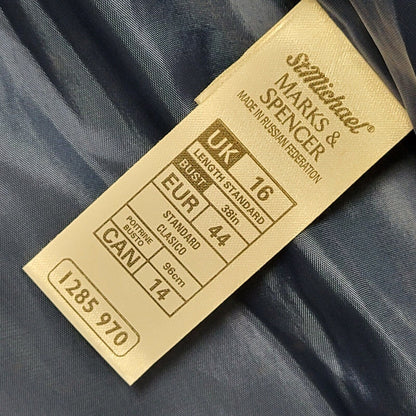 St Michael®
MARKS &
SPENCER
MADE IN RUSSIAN FEDERATION
UK 16
LENGTH STANDARD
BUST 38in
EUR 44
STANDARD
CLASICO
POITRINE
BUSTO 96cm
CAN 14
1285 970